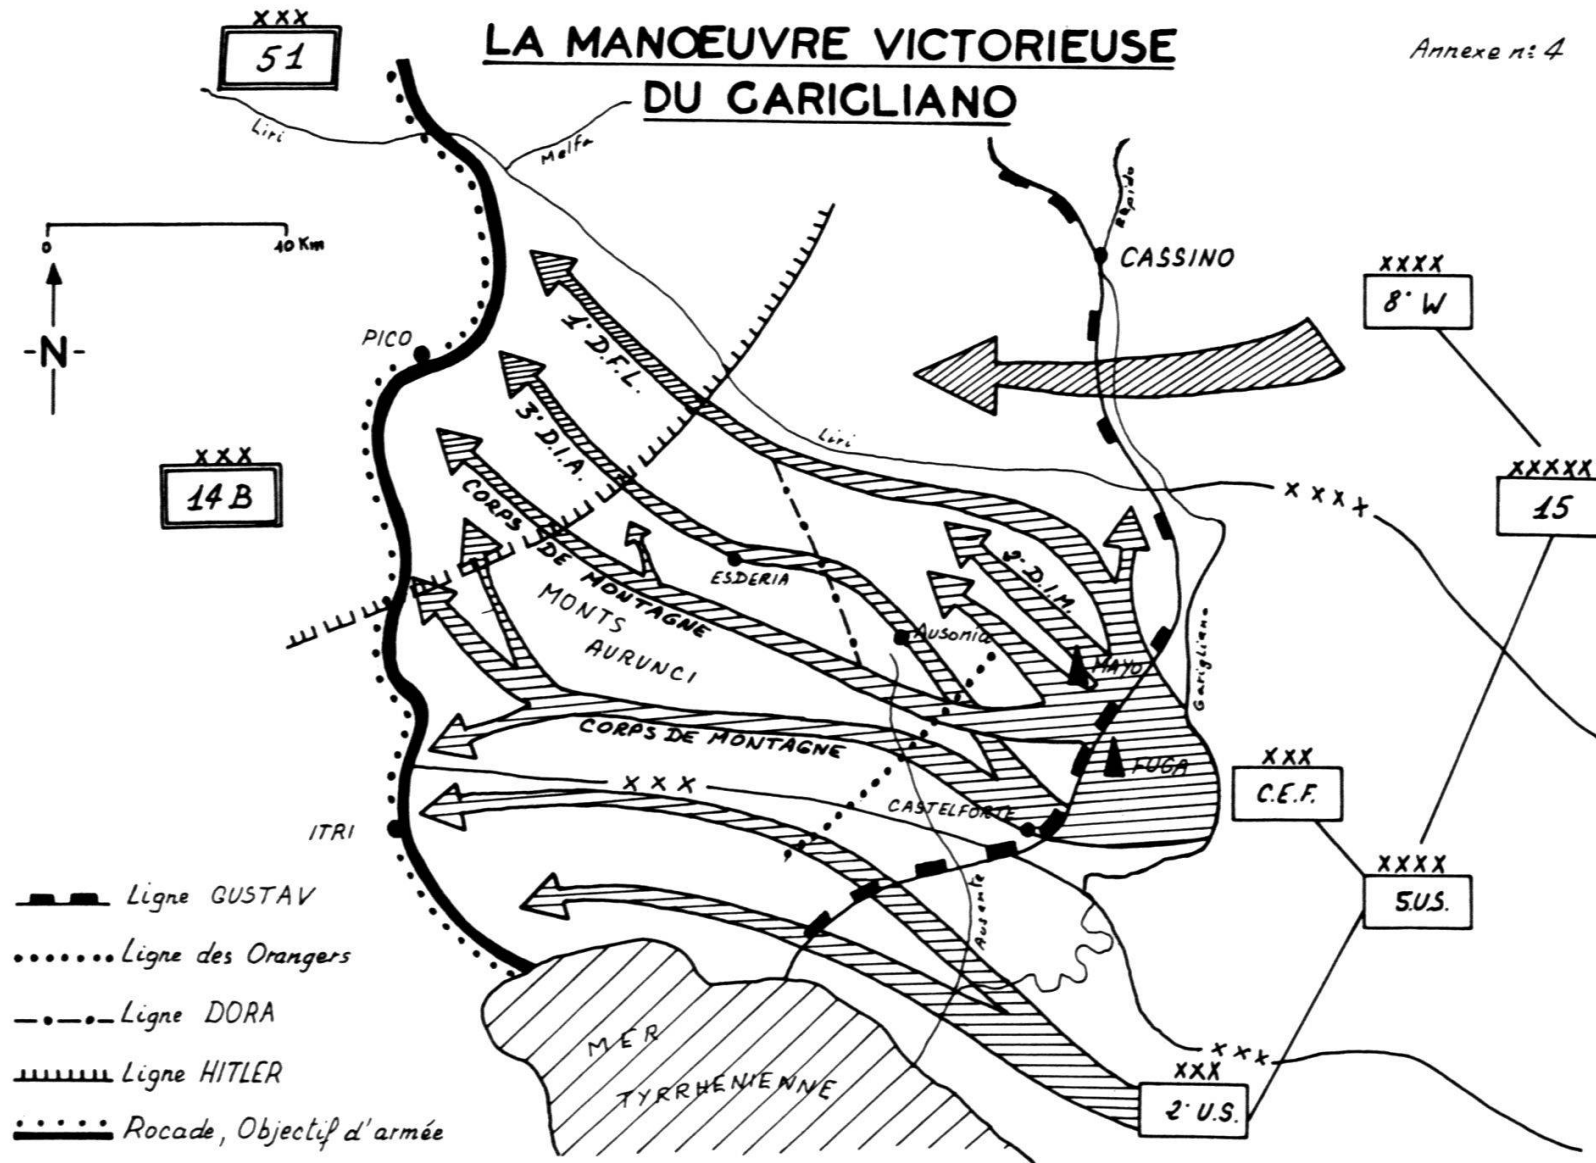 LA MANŒUVRE VICTORIEUSE
DU GARIGLIANO
Annexe n: 4
XXX
51
Liri
Melfa
Rapido
0
10 Km
-N-
CASSINO
XXXX
8° W
PICO
1° D.F.L.
3° D.I.A.
Liri
XXXX
XXXXX
15
XXX
14 B
CORPS DE MONTAGNE
ESDERIA
2° D.I.M.
MONTS
AURUNCI
Ausonia
MAYO
Garigliano
CORPS DE MONTAGNE
FUGA
XXX
C.E.F.
XXX
CASTELFORTE
ITRI
XXXX
5.U.S.
Ausente
Ligne GUSTAV
Ligne des Orangers
Ligne DORA
Ligne HITLER
Rocade, Objectif d'armée
MER
TYRRHENIENNE
XXX
XXX
2° U.S.